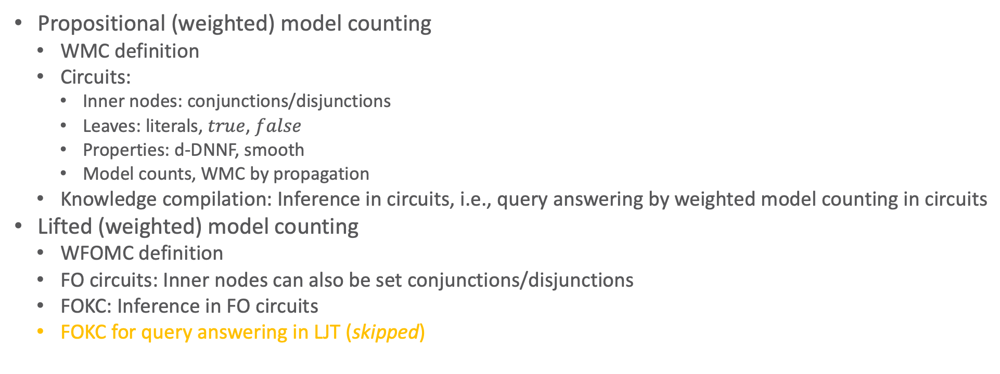 • Propositional (weighted) model counting
• WMC definition
• Circuits:
• Inner nodes: conjunctions/disjunctions
• Leaves: literals, true, false
• Properties: d-DNNF, smooth
• Model counts, WMC by propagation
• Knowledge compilation: Inference in circuits, i.e., query answering by weighted model counting in circuits
• Lifted (weighted) model counting
• WFOMC definition
• FO circuits: Inner nodes can also be set conjunctions/disjunctions
• FOKC: Inference in FO circuits
• FOKC for query answering in LJT (skipped)